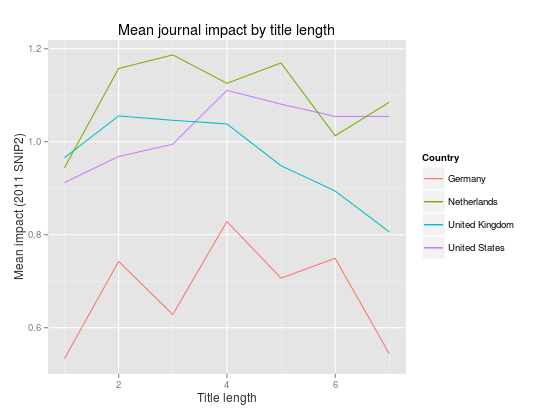 Mean journal impact by title length
1.2
1.0
0.8
0.6
Mean impact (2011 SNIP2)
2
4
6
Title length
Country
Germany
Netherlands
United Kingdom
United States